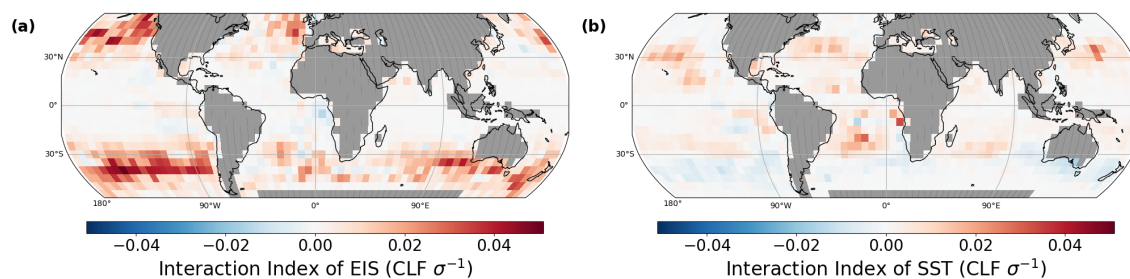 (a)
30°N
0°
30°S
180° 90°W 0° 90°E
−0.04 −0.02 0.00 0.02 0.04
Interaction Index of EIS (CLF σ⁻¹)
(b)
30°N
0°
30°S
180° 90°W 0° 90°E
−0.04 −0.02 0.00 0.02 0.04
Interaction Index of SST (CLF σ⁻¹)